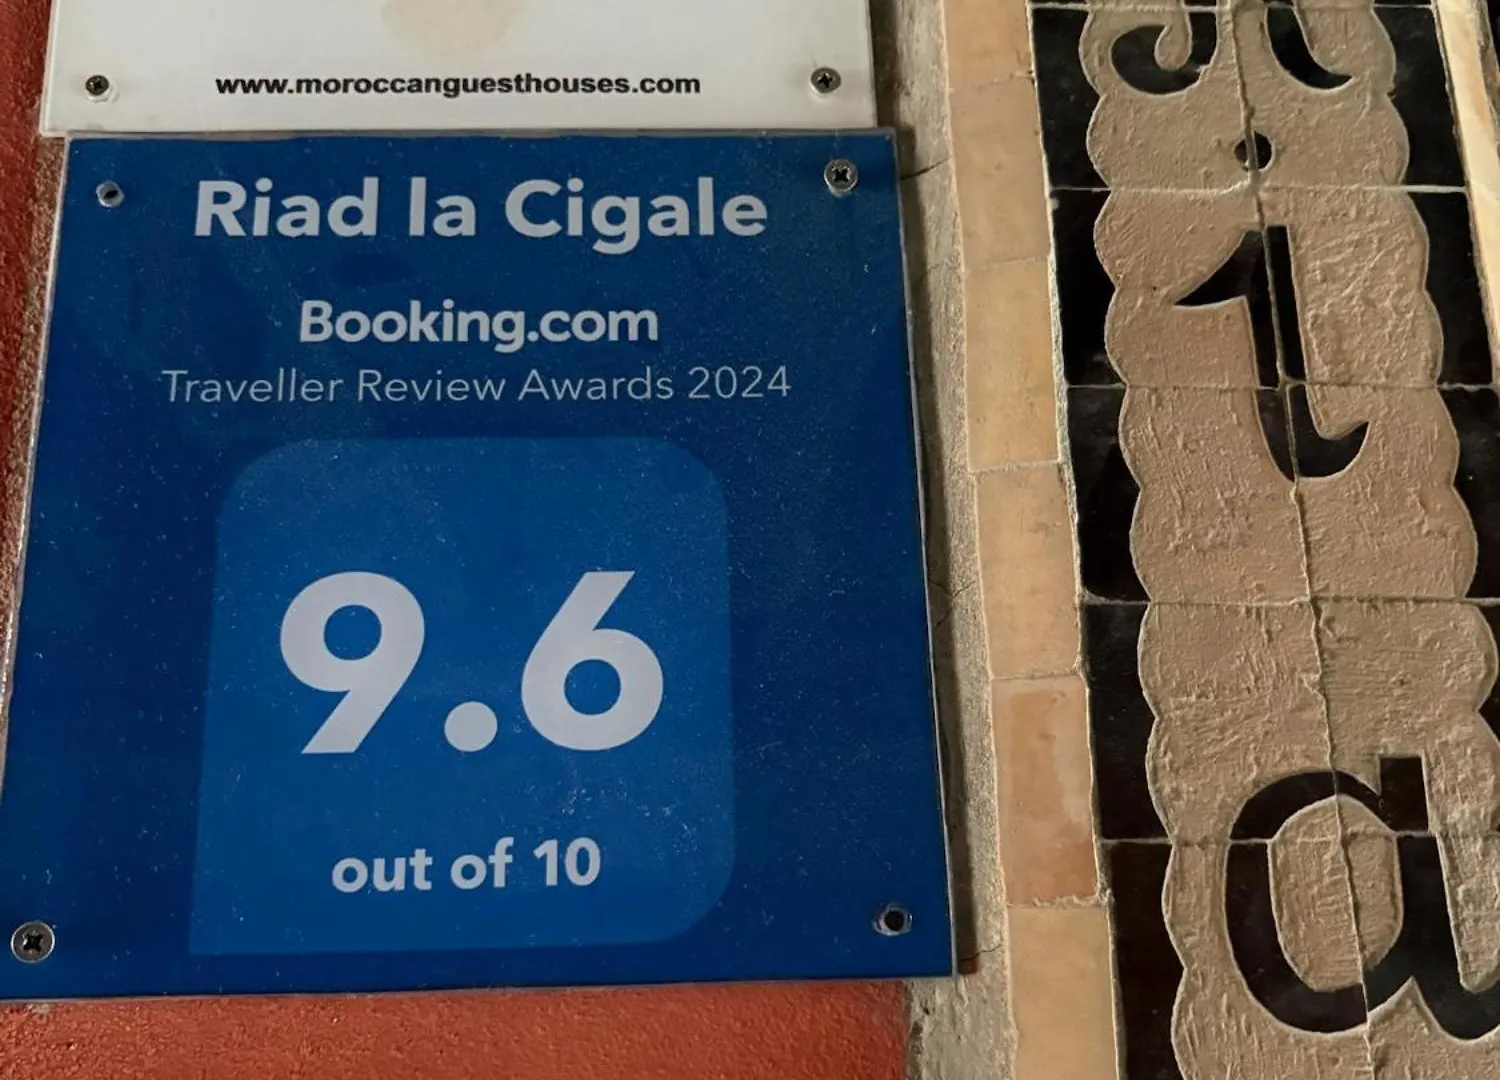 www.moroccanguesthouses.com
Riad la Cigale
Booking.com
Traveller Review Awards 2024
9.6
out of 10